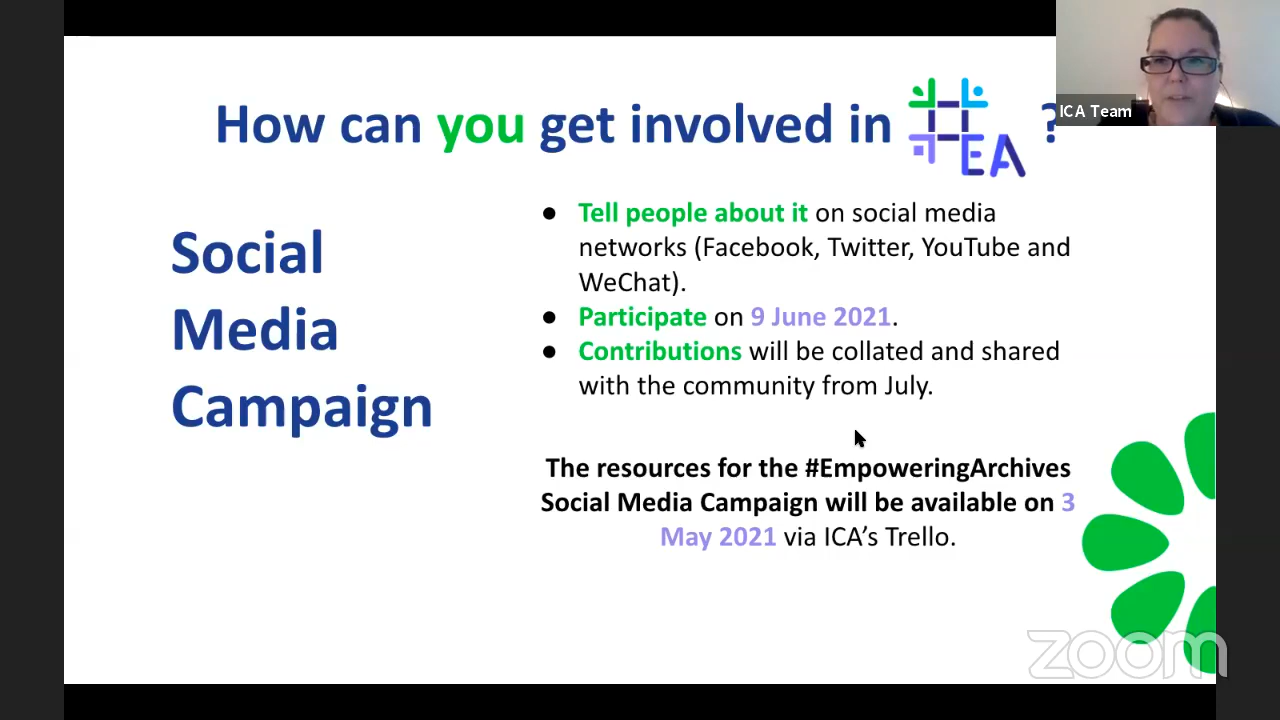 How can you get involved in #EA ?
ICA Team
Social
Media
Campaign
● Tell people about it on social media
networks (Facebook, Twitter, YouTube and
WeChat).
● Participate on 9 June 2021.
● Contributions will be collated and shared
with the community from July.
The resources for the #EmpoweringArchives
Social Media Campaign will be available on 3
May 2021 via ICA’s Trello.
zoom